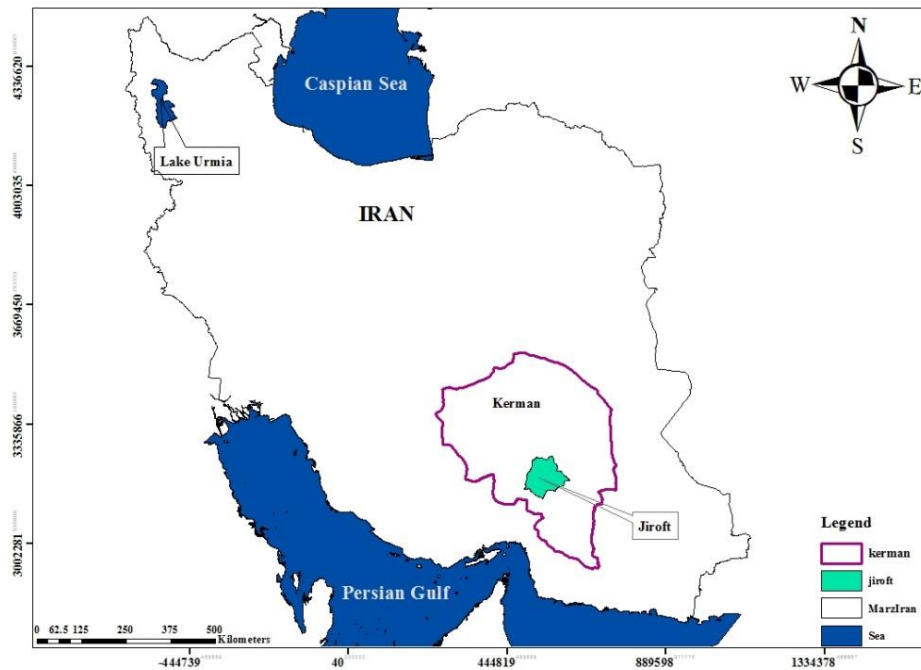 N
W
E
S
Caspian Sea
Lake Urmia
IRAN
Kerman
Jiroft
Persian Gulf
Legend
kerman
jiroft
MarzIran
Sea
0 62.5 125 250 375 500
Kilometers
4336620
4003035
3669450
3335866
3002281
-444739
40
444819
889598
1334378